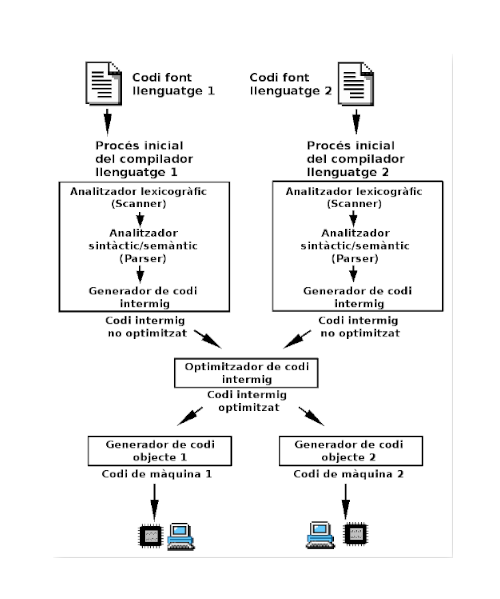 Codi font
llenguatge 1
Codi font
llenguatge 2
Procés inicial
del compilador
llenguatge 1
Procés inicial
del compilador
llenguatge 2
Analitzador lexicogràfic
(Scanner)
Analitzador
sintàctic/semàntic
(Parser)
Generador de codi
intermig
Analitzador lexicogràfic
(Scanner)
Analitzador
sintàctic/semàntic
(Parser)
Generador de codi
intermig
Codi intermig
no optimitzat
Codi intermig
no optimitzat
Optimitzador de codi
intermig
Codi intermig
optimitzat
Generador de codi
objecte 1
Generador de codi
objecte 2
Codi de màquina 1
Codi de màquina 2